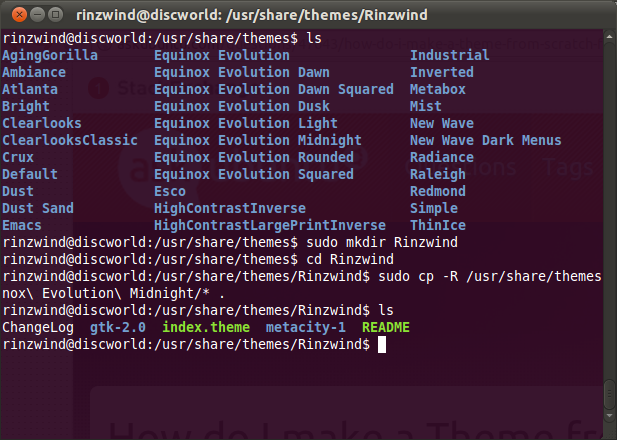 rinzwind@discworld: /usr/share/themes/Rinzwind
rinzwind@discworld:/usr/share/themes$ ls
AgingGorilla Equinox Evolution Industrial
Ambiance Equinox Evolution Dawn Inverted
Atlanta Equinox Evolution Dawn Squared Metabox
Bright Equinox Evolution Dusk Mist
Clearlooks Equinox Evolution Light New Wave
ClearlooksClassic Equinox Evolution Midnight New Wave Dark Menus
Crux Equinox Evolution Rounded Radiance
Default Equinox Evolution Squared Raleigh
Dust Esco Redmond
Dust Sand HighContrastInverse Simple
Emacs HighContrastLargePrintInverse ThinIce
rinzwind@discworld:/usr/share/themes$ sudo mkdir Rinzwind
rinzwind@discworld:/usr/share/themes$ cd Rinzwind
rinzwind@discworld:/usr/share/themes/Rinzwind$ sudo cp -R /usr/share/themes
nox\ Evolution\ Midnight/* .
rinzwind@discworld:/usr/share/themes/Rinzwind$ ls
ChangeLog gtk-2.0 index.theme metacity-1 README
rinzwind@discworld:/usr/share/themes/Rinzwind$
How do I make a Theme fs